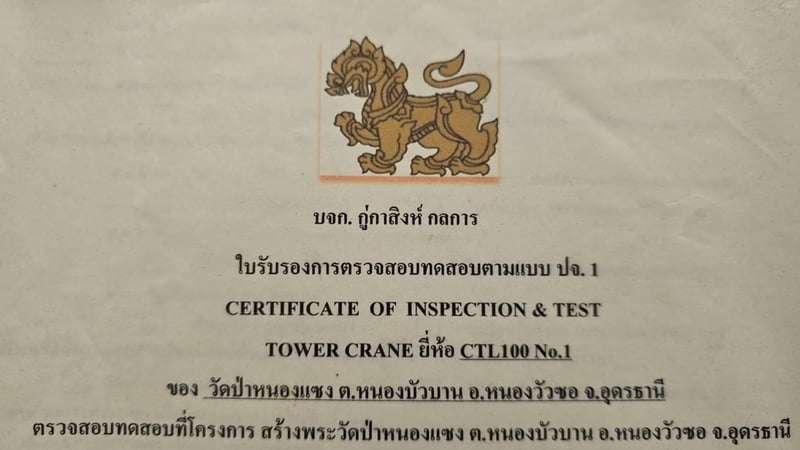 บจก. กู่กาสิงห์ กลการ
ใบรับรองการตรวจสอบทดสอบตามแบบ ปจ. 1
CERTIFICATE OF INSPECTION & TEST
TOWER CRANE ยี่ห้อ CTL100 No.1
ของ วัดป่าหนองแซง ต.หนองบัวบาน อ.หนองวัวซอ จ.อุดรธานี
ตรวจสอบทดสอบที่โครงการ สร้างพระวัดป่าหนองแซง ต.หนองบัวบาน อ.หนองวัวซอ จ.อุดรธานี